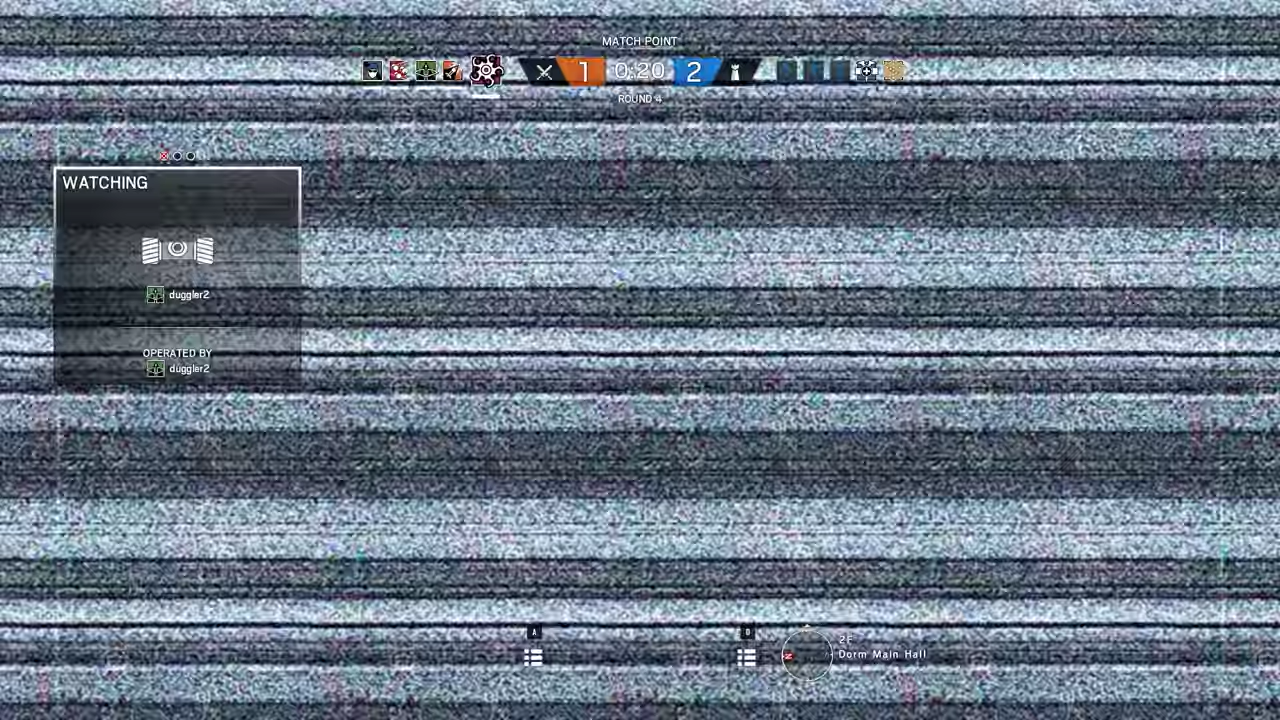 MATCH POINT
1 0:20 2
ROUND 4
WATCHING
duggler2
OPERATED BY
duggler2
A
D
2F
N
Dorm Main Hall